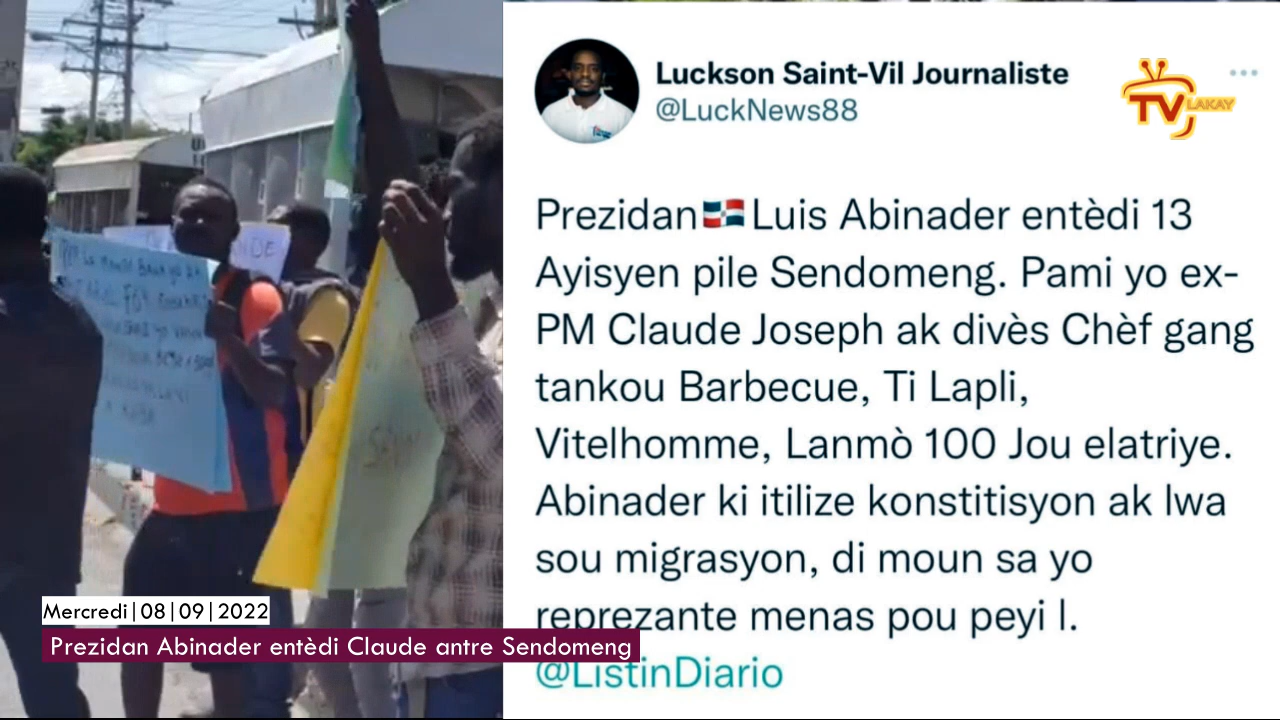 Luckson Saint-Vil Journaliste
@LuckNews88
TV LAKAY
Prezidan🇩🇴Luis Abinader entèdi 13
Ayisyen pile Sendomeng. Pami yo ex-
PM Claude Joseph ak divès Chèf gang
tankou Barbecue, Ti Lapli,
Vitelhomme, Lanmò 100 Jou elatriye.
Abinader ki itilize konstitisyon ak lwa
sou migrasyon, di moun sa yo
reprezante menas pou peyi l.
@ListinDiario
Mercredi|08|09|2022
Prezidan Abinader entèdi Claude antre Sendomeng